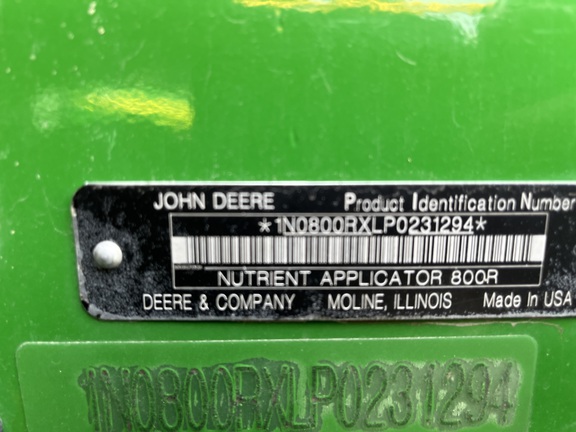 JOHN DEERE Product Identification Number
*1N0800RXLP0231294*
NUTRIENT APPLICATOR 800R
DEERE & COMPANY MOLINE, ILLINOIS Made In USA
1N0800RXLP0231294